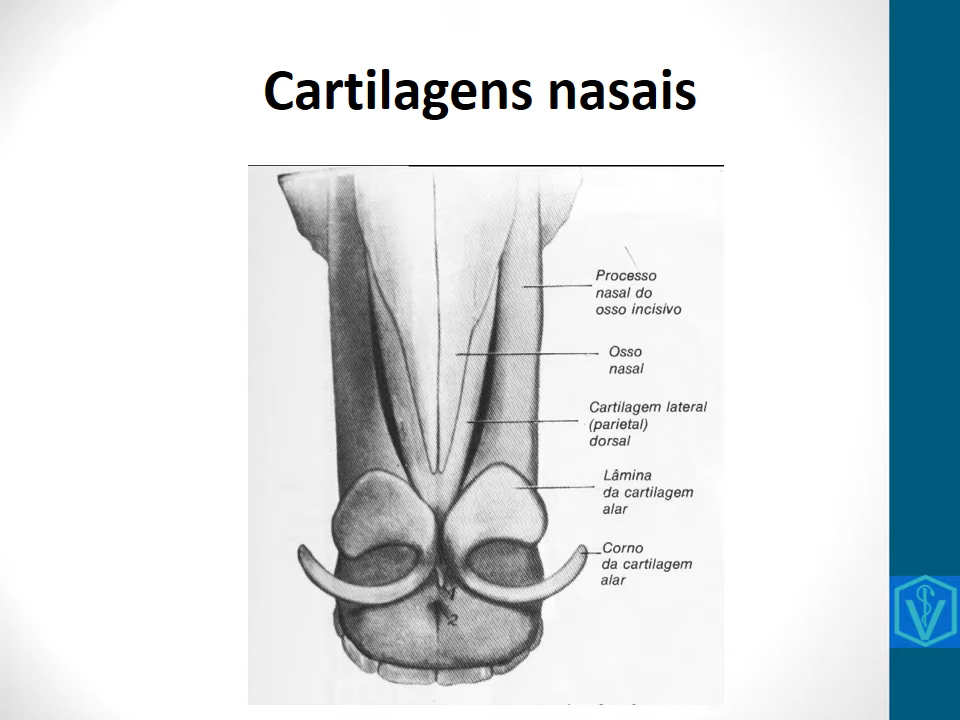 Cartilagens nasais
Processo
nasal do
osso incisivo
Osso
nasal
Cartilagem lateral
(parietal)
dorsal
Lâmina
da cartilagem
alar
Corno
da cartilagem
alar
1
2
V